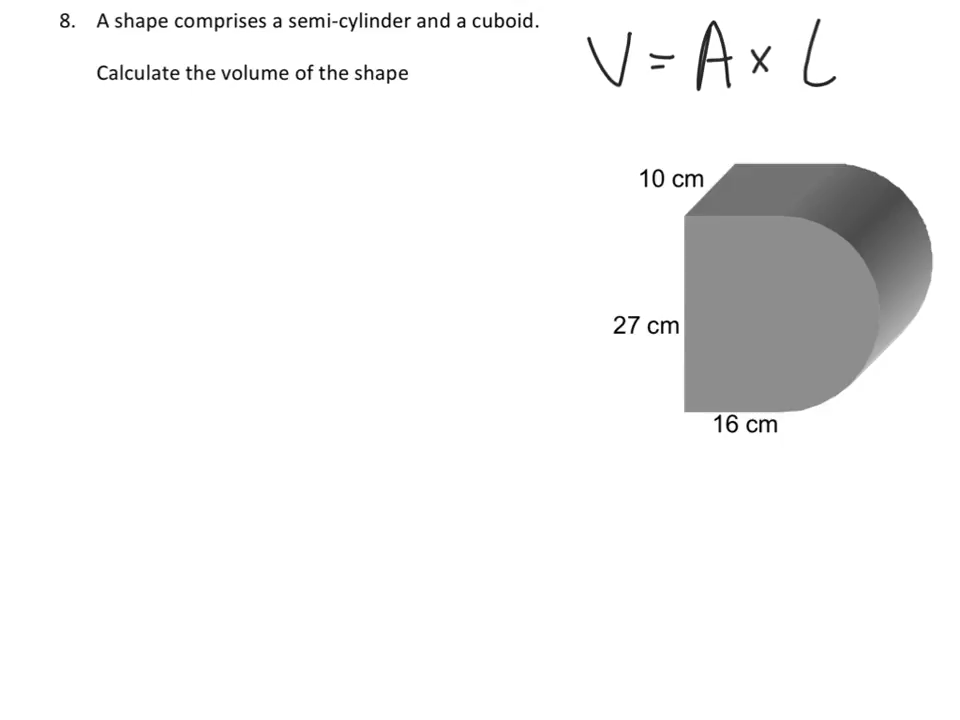 8. A shape comprises a semi-cylinder and a cuboid.
V = A × L
Calculate the volume of the shape
10 cm
27 cm
16 cm